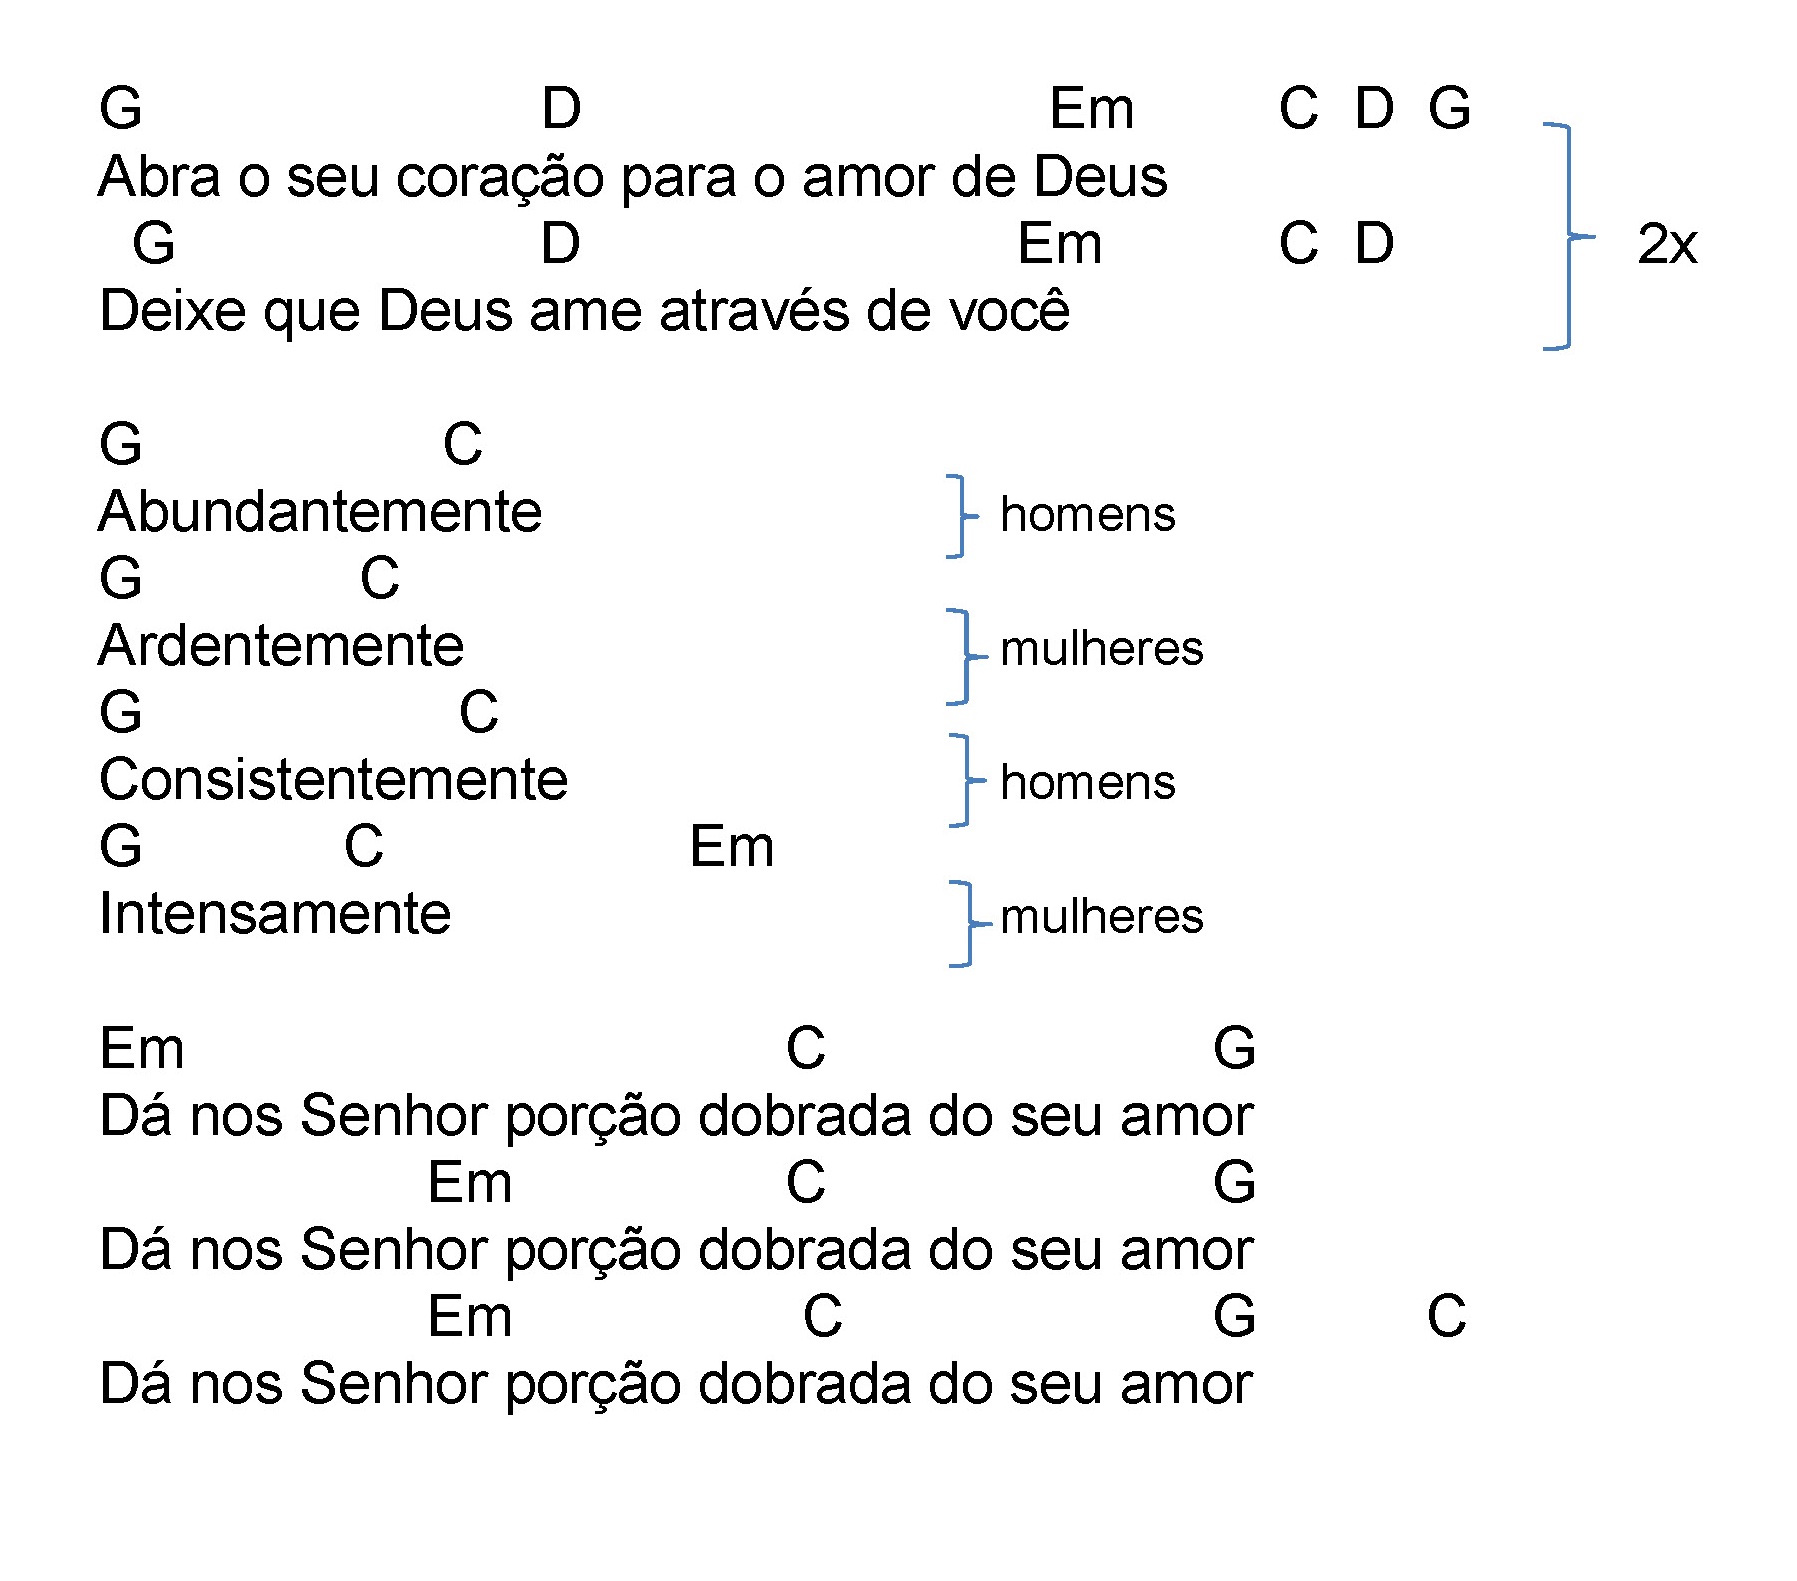 G D Em C D G
Abra o seu coração para o amor de Deus
G D Em C D 2x
Deixe que Deus ame através de você
G C
Abundantemente homens
G C
Ardentemente mulheres
G C
Consistentemente homens
G C Em
Intensamente mulheres
Em C G
Dá nos Senhor porção dobrada do seu amor
Em C G
Dá nos Senhor porção dobrada do seu amor
Em C G C
Dá nos Senhor porção dobrada do seu amor